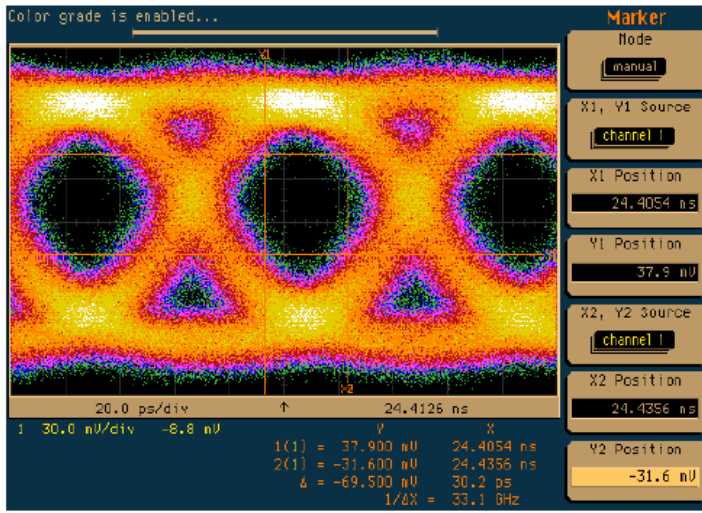 Color grade is enabled...
Marker
Mode
manual
X1, Y1 Source
channel 1
X1 Position
24.4054 ns
Y1 Position
37.9 mV
X2, Y2 Source
channel 1
X2 Position
24.4356 ns
Y2 Position
-31.6 mV
X1
X2
20.0 ps/div ↑ 24.4126 ns
1 30.0 mV/div -8.8 mV
Y X
1(1) = 37.900 mV 24.4054 ns
2(1) = -31.600 mV 24.4356 ns
Δ = -69.500 mV 30.2 ps
1/ΔX = 33.1 GHz